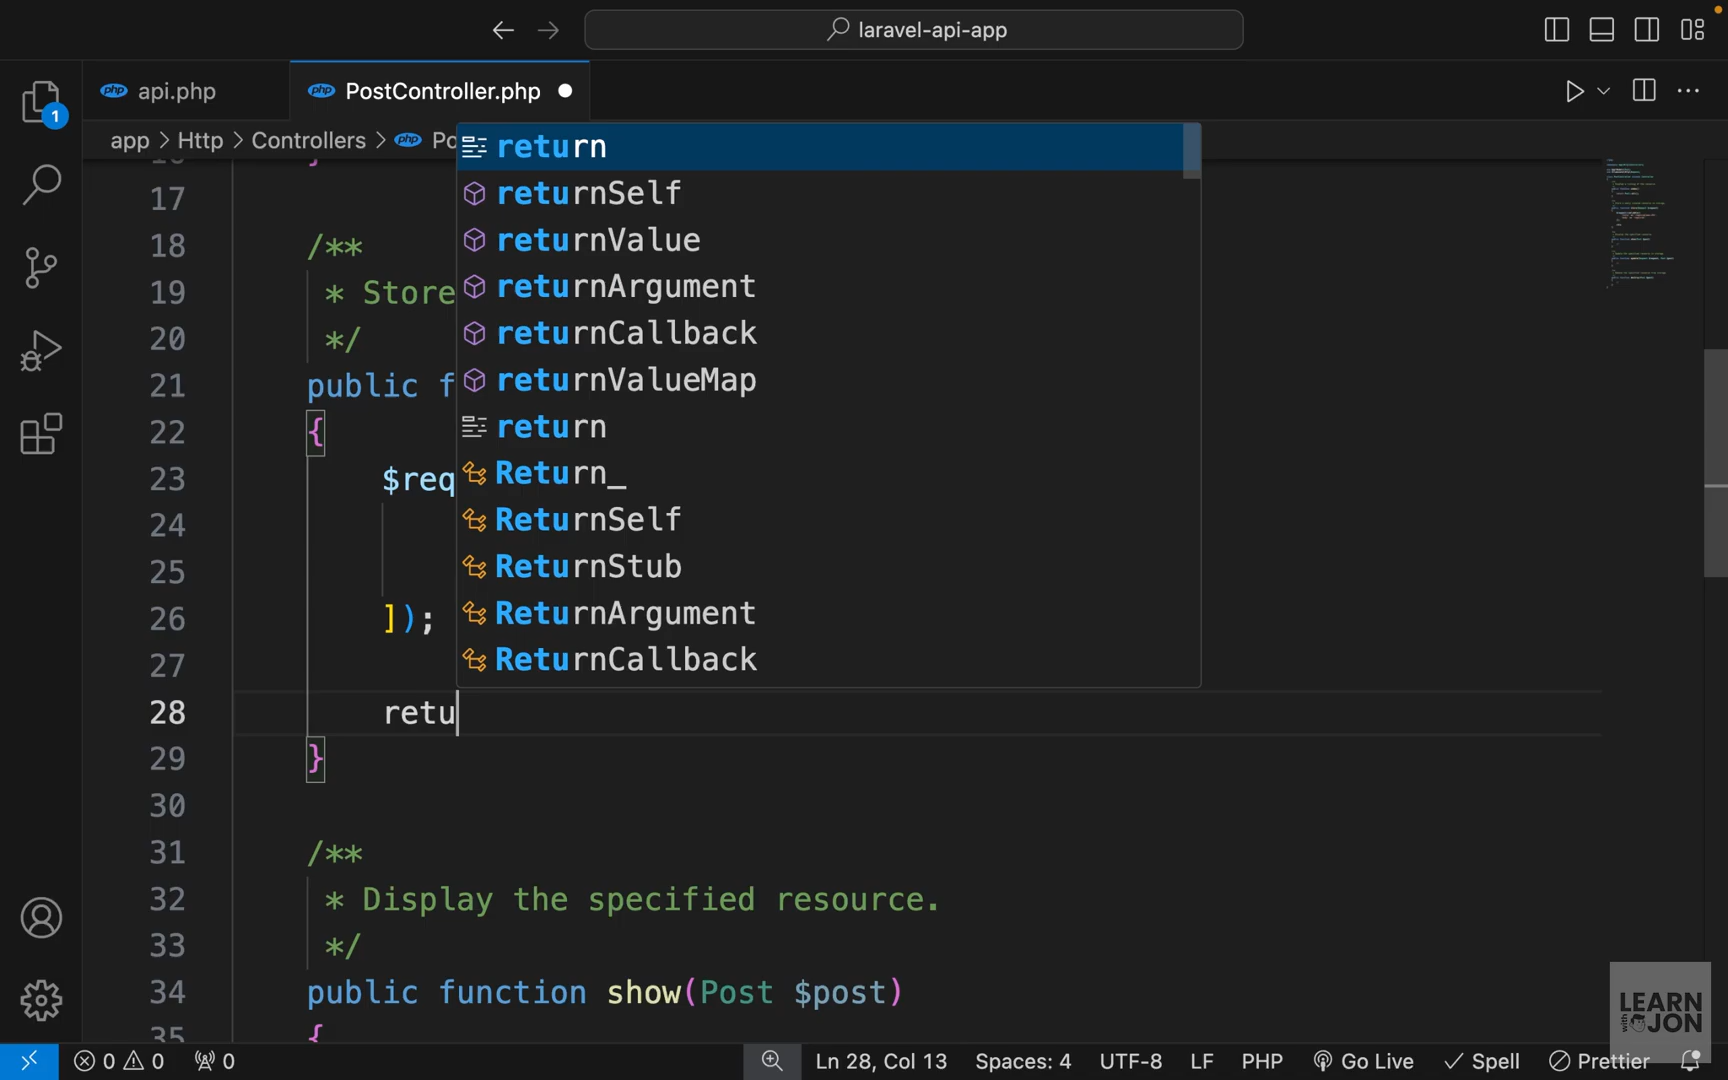 laravel-api-app
1
api.php
PostController.php
app > Http > Controllers > Po
17
18 /**
19 * Store
20 */
21 public f
22 {
23 $req
24
25
26 ]);
27
28 retu
29 }
30
31 /**
32 * Display the specified resource.
33 */
34 public function show(Post $post)
35 {
return
returnSelf
returnValue
returnArgument
returnCallback
returnValueMap
return
Return_
ReturnSelf
ReturnStub
ReturnArgument
ReturnCallback
LEARN
with JON
0 0 0 Ln 28, Col 13 Spaces: 4 UTF-8 LF PHP Go Live Spell Prettier